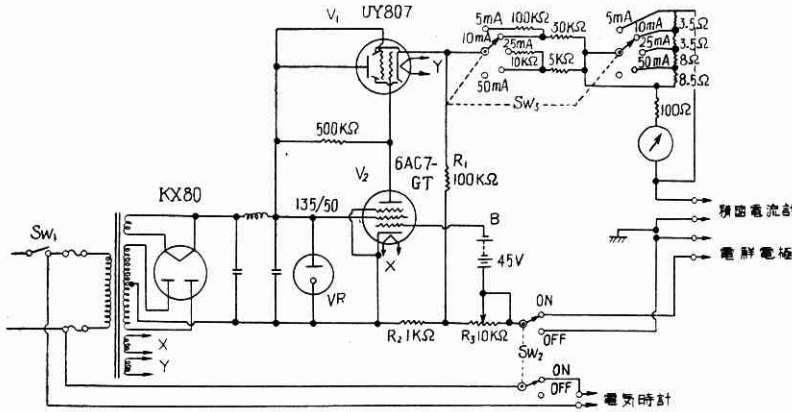 V₁
UY807
Y
5mA
100KΩ
30KΩ
10mA
25mA
10KΩ
5KΩ
50mA
SW₃
5mA
10mA
25mA
50mA
3.5Ω
3.5Ω
8Ω
8.5Ω
100Ω
500KΩ
V₂
6AC7-
GT
R₁
100KΩ
KX80
135/50
B
45V
X
VR
SW₁
R₂ 1KΩ
R₃ 10KΩ
ON
OFF
SW₂
X
Y
ON
OFF
積密電流計
電解電極
電気時計